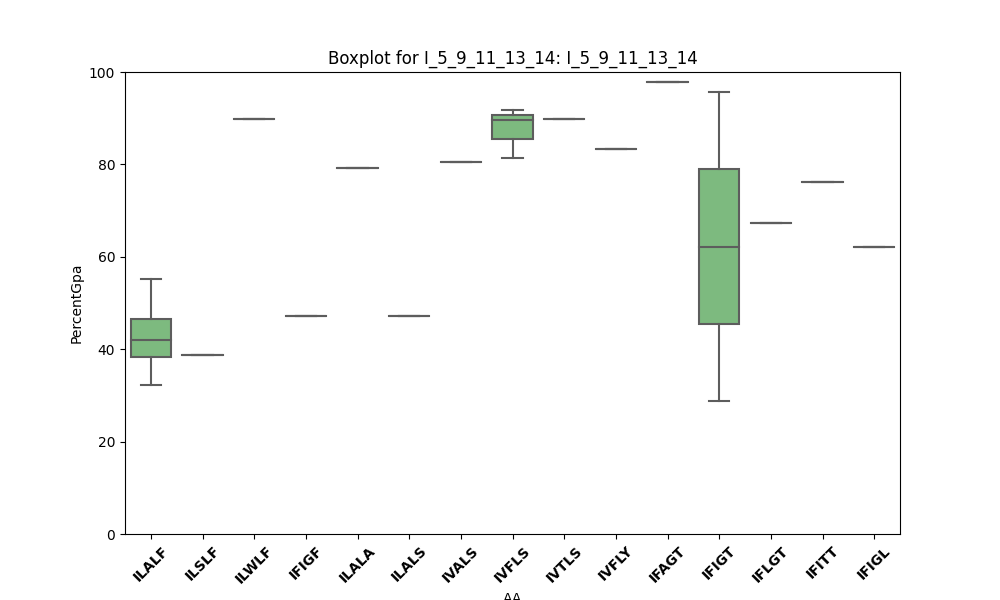 Boxplot for I_5_9_11_13_14: I_5_9_11_13_14
100
80
60
40
20
0
PercentGpa
ILALF
ILSLF
ILWLF
IFIGF
ILALA
ILALS
IVALS
IVFLS
IVTLS
IVFLY
IFAGT
IFIGT
IFLGT
IFITT
IFIGL
AA